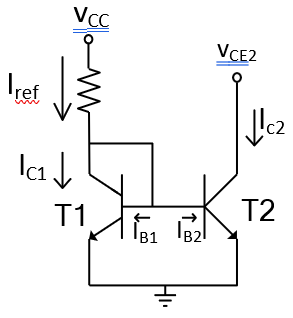 vCC
Iref
vCE2
Ic2
IC1
T1
IB1
IB2
T2